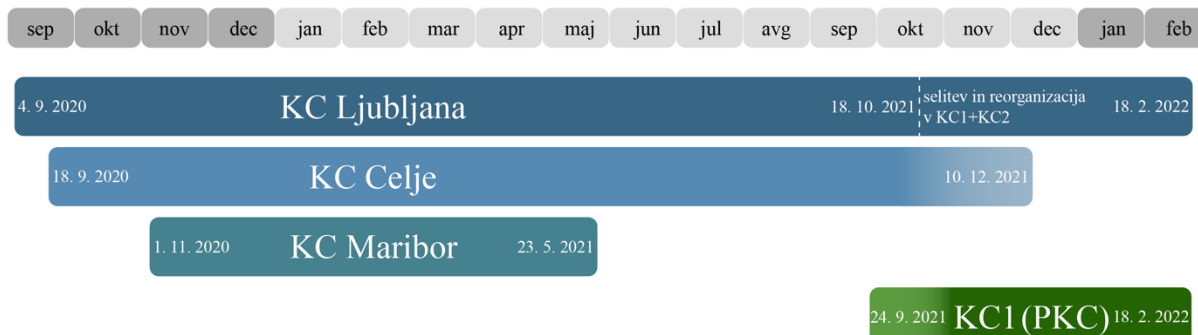 sep okt nov dec jan feb mar apr maj jun jul avg sep okt nov dec jan feb
4. 9. 2020 KC Ljubljana 18. 10. 2021 selitev in reorganizacija
v KC1+KC2 18. 2. 2022
18. 9. 2020 KC Celje 10. 12. 2021
1. 11. 2020 KC Maribor 23. 5. 2021
24. 9. 2021 KC1 (PKC) 18. 2. 2022